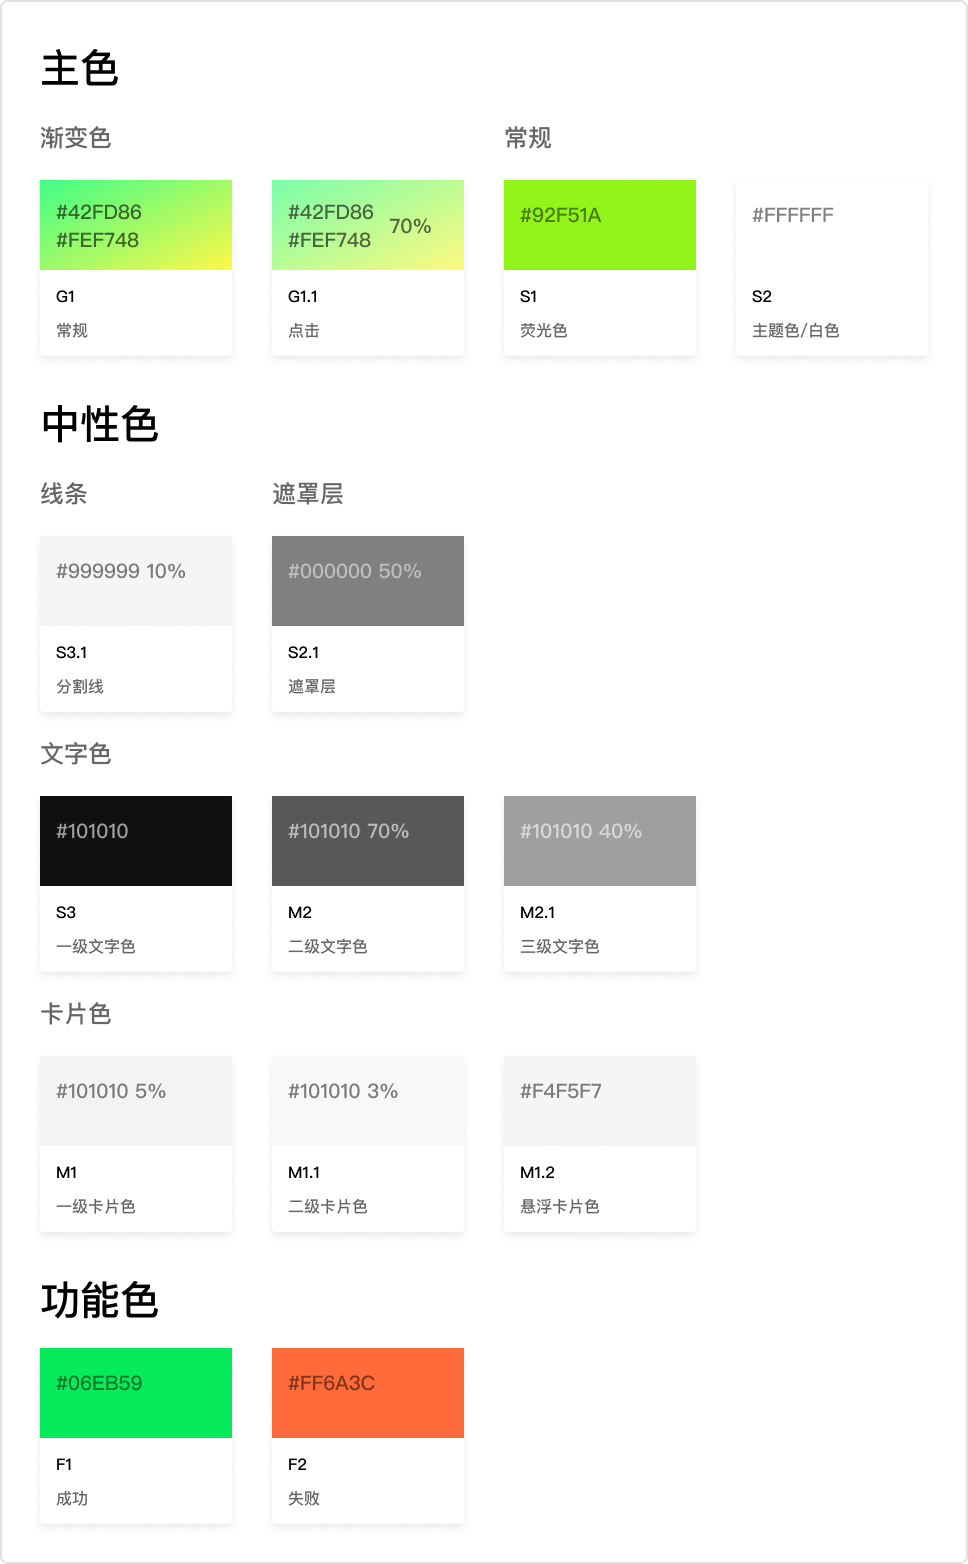 主色
渐变色
常规
#42FD86
#FEF748
G1
常规
#42FD86
#FEF748
70%
G1.1
点击
#92F51A
S1
荧光色
#FFFFFF
S2
主题色/白色
中性色
线条
遮罩层
#999999 10%
S3.1
分割线
#000000 50%
S2.1
遮罩层
文字色
#101010
S3
一级文字色
#101010 70%
M2
二级文字色
#101010 40%
M2.1
三级文字色
卡片色
#101010 5%
M1
一级卡片色
#101010 3%
M1.1
二级卡片色
#F4F5F7
M1.2
悬浮卡片色
功能色
#06EB59
F1
成功
#FF6A3C
F2
失败